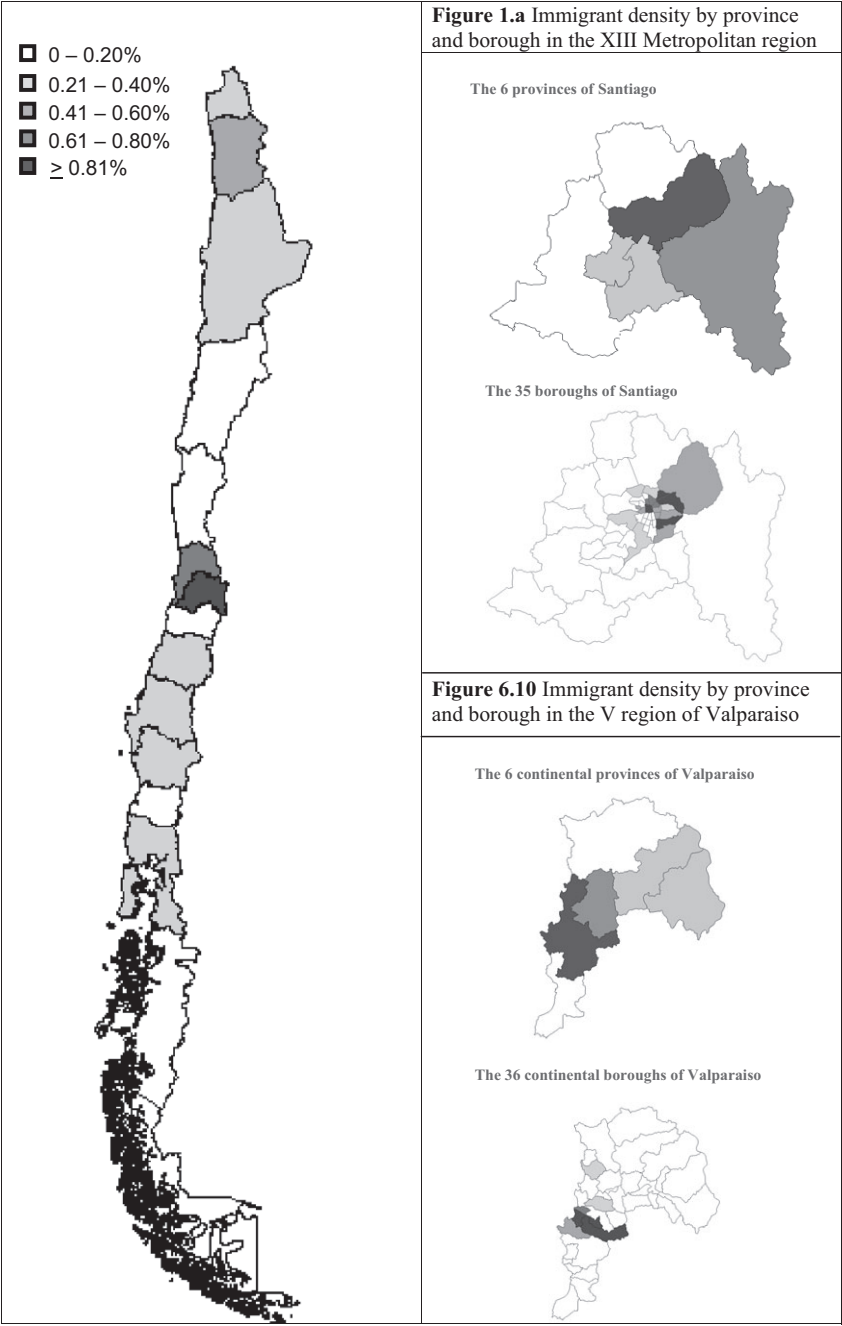 0 – 0.20%
0.21 – 0.40%
0.41 – 0.60%
0.61 – 0.80%
≥ 0.81%
Figure 1.a Immigrant density by province
and borough in the XIII Metropolitan region
The 6 provinces of Santiago
The 35 boroughs of Santiago
Figure 6.10 Immigrant density by province
and borough in the V region of Valparaiso
The 6 continental provinces of Valparaiso
The 36 continental boroughs of Valparaiso